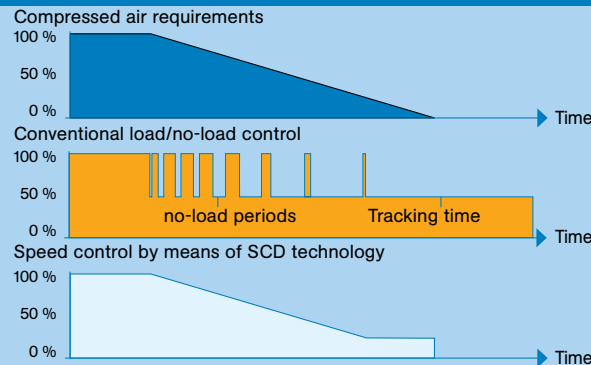 Compressed air requirements
100 %
50 %
0 %
Time
Conventional load/no-load control
100 %
50 %
no-load periods
Tracking time
0 %
Time
Speed control by means of SCD technology
100 %
50 %
0 %
Time